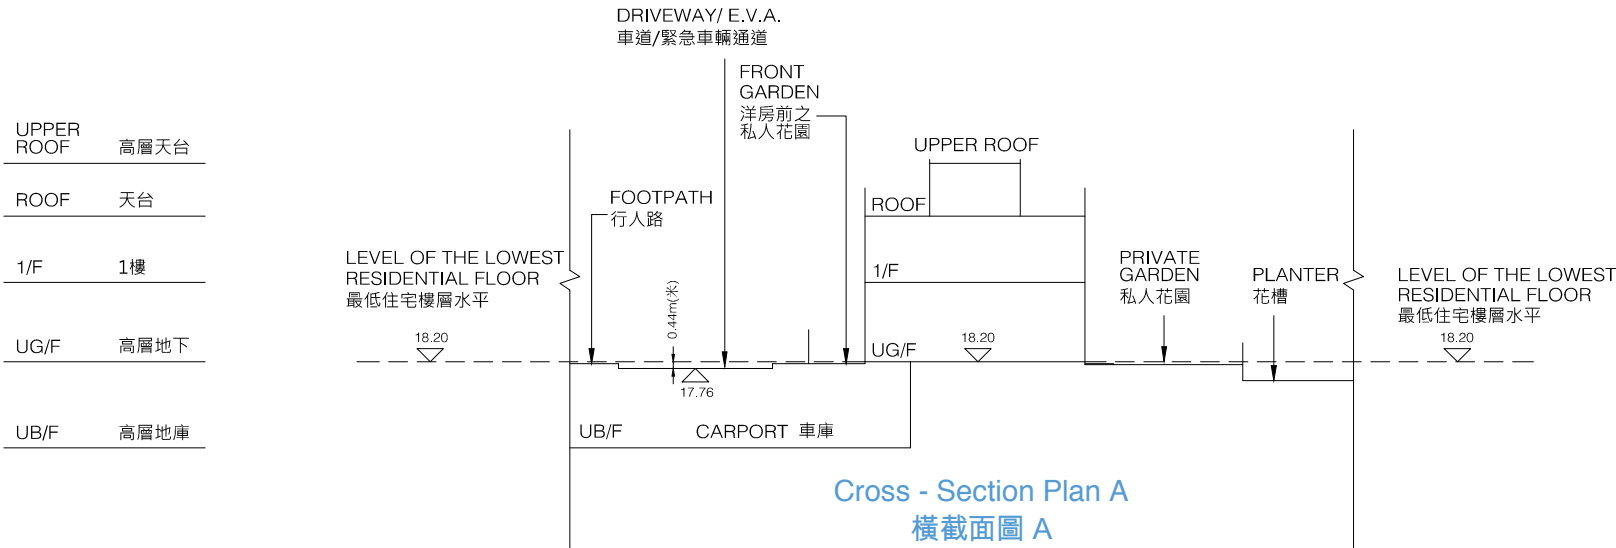 DRIVEWAY/ E.V.A.
車道/緊急車輛通道
FRONT
GARDEN
洋房前之
私人花園
UPPER
ROOF 高層天台
UPPER ROOF
ROOF 天台
FOOTPATH
行人路
ROOF
1/F 1樓
LEVEL OF THE LOWEST
RESIDENTIAL FLOOR
最低住宅樓層水平
0.44m(米)
1/F
PRIVATE
GARDEN
私人花園
PLANTER
花槽
LEVEL OF THE LOWEST
RESIDENTIAL FLOOR
最低住宅樓層水平
UG/F 高層地下
18.20
UG/F
18.20
18.20
17.76
UB/F 高層地庫
UB/F
CARPORT 車庫
Cross - Section Plan A
橫截面圖 A